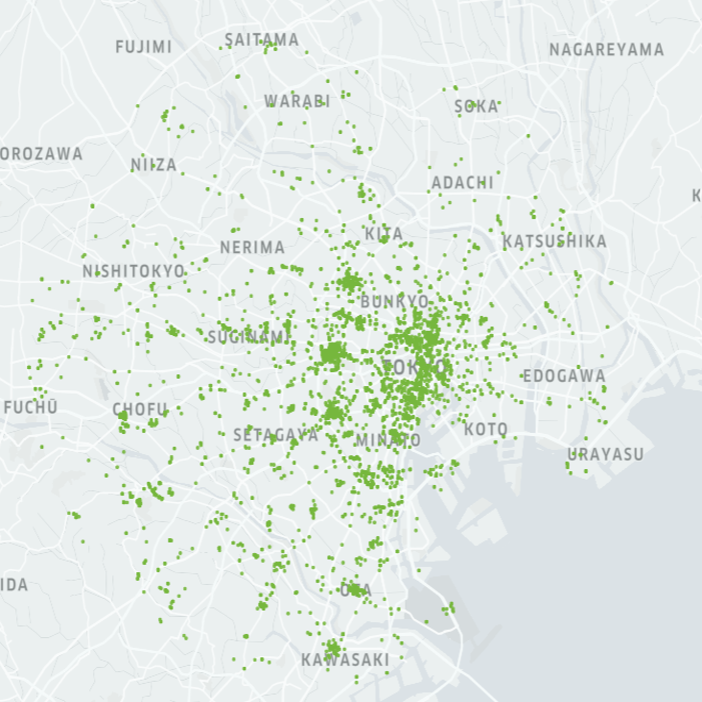 FUJIMI
SAITAMA
NAGAREYAMA
WARABI
SOKA
OROZAWA
NIIZA
ADACHI
K
KITA
NERIMA
KATSUSHIKA
NISHITOKYO
BUNKYO
SUGINAMI
TOKYO
EDOGAWA
FUCHŪ
CHOFU
SETAGAYA
MINATO
KOTO
URAYASU
IDA
OTA
KAWASAKI